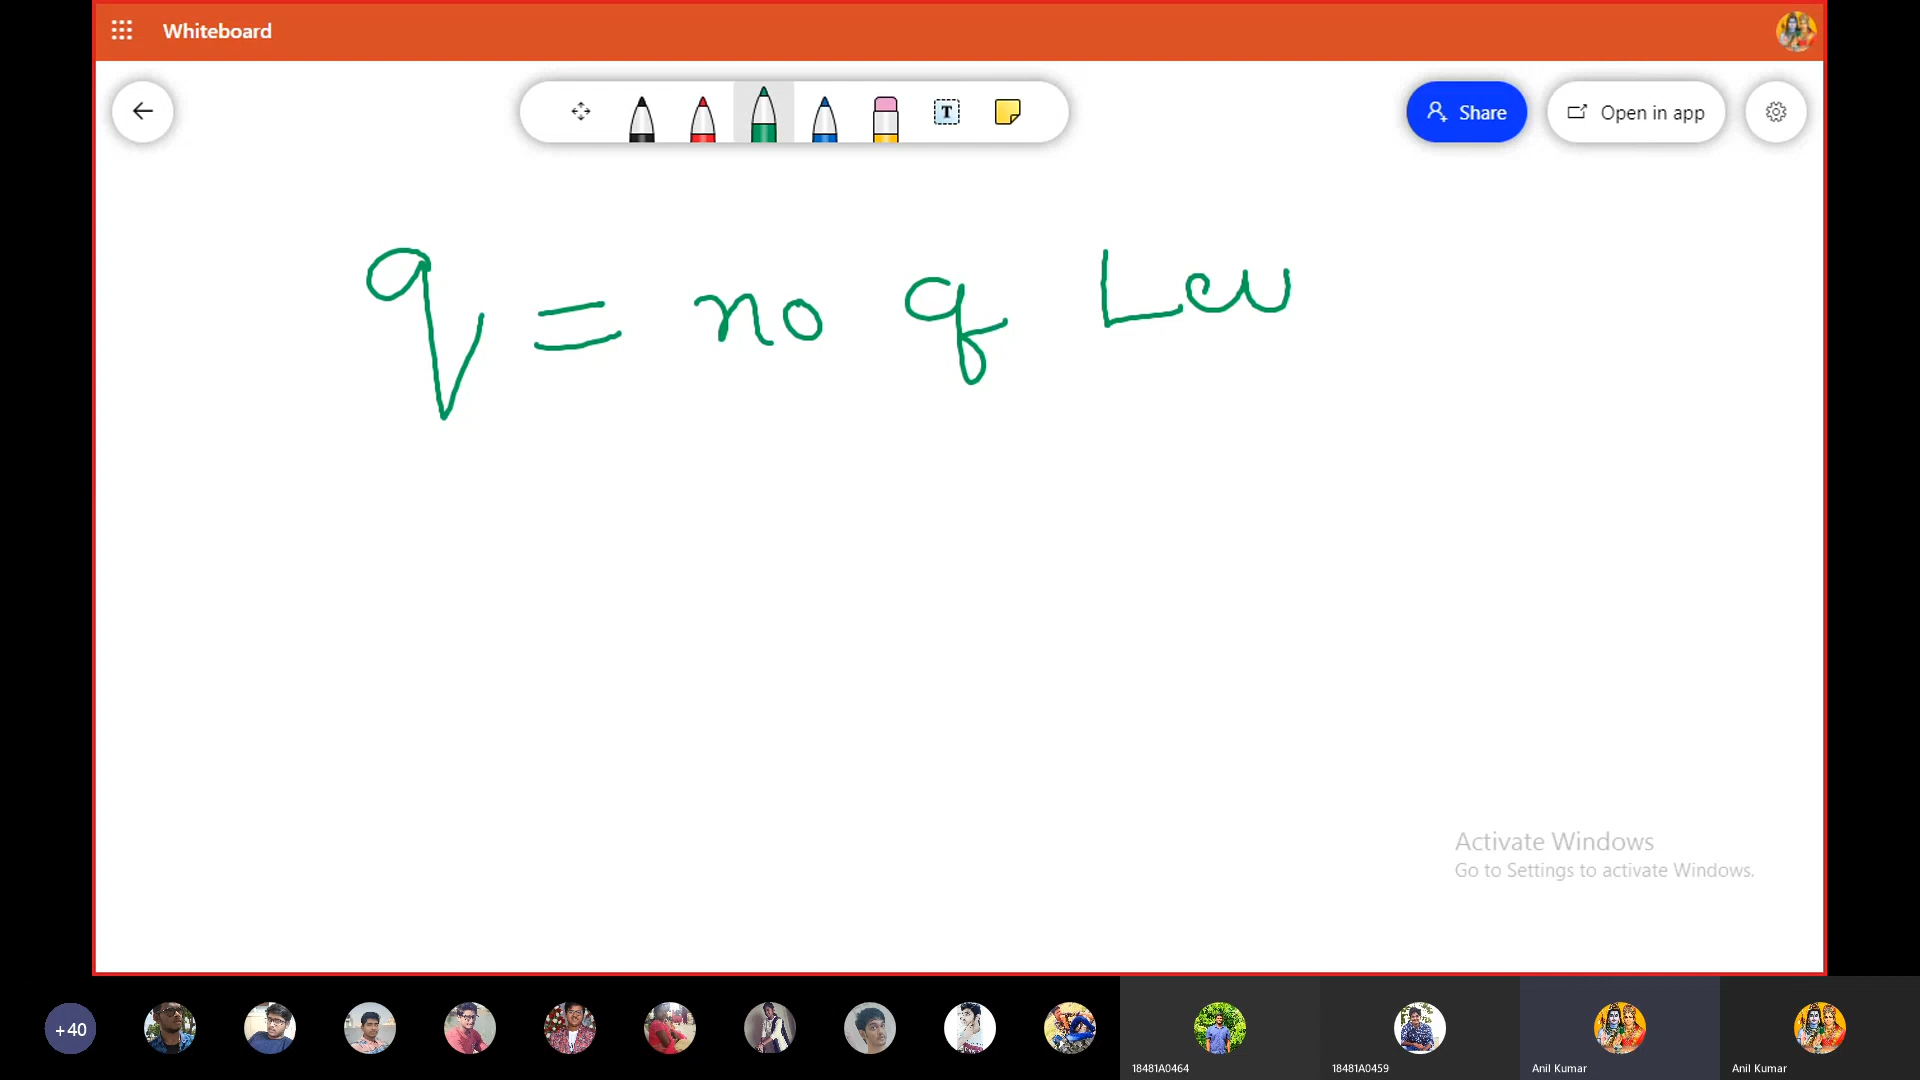 Whiteboard
T
Share
Open in app
q = no of Lev
Activate Windows
Go to Settings to activate Windows.
+40
18481A0464
18481A0459
Anil Kumar
Anil Kumar